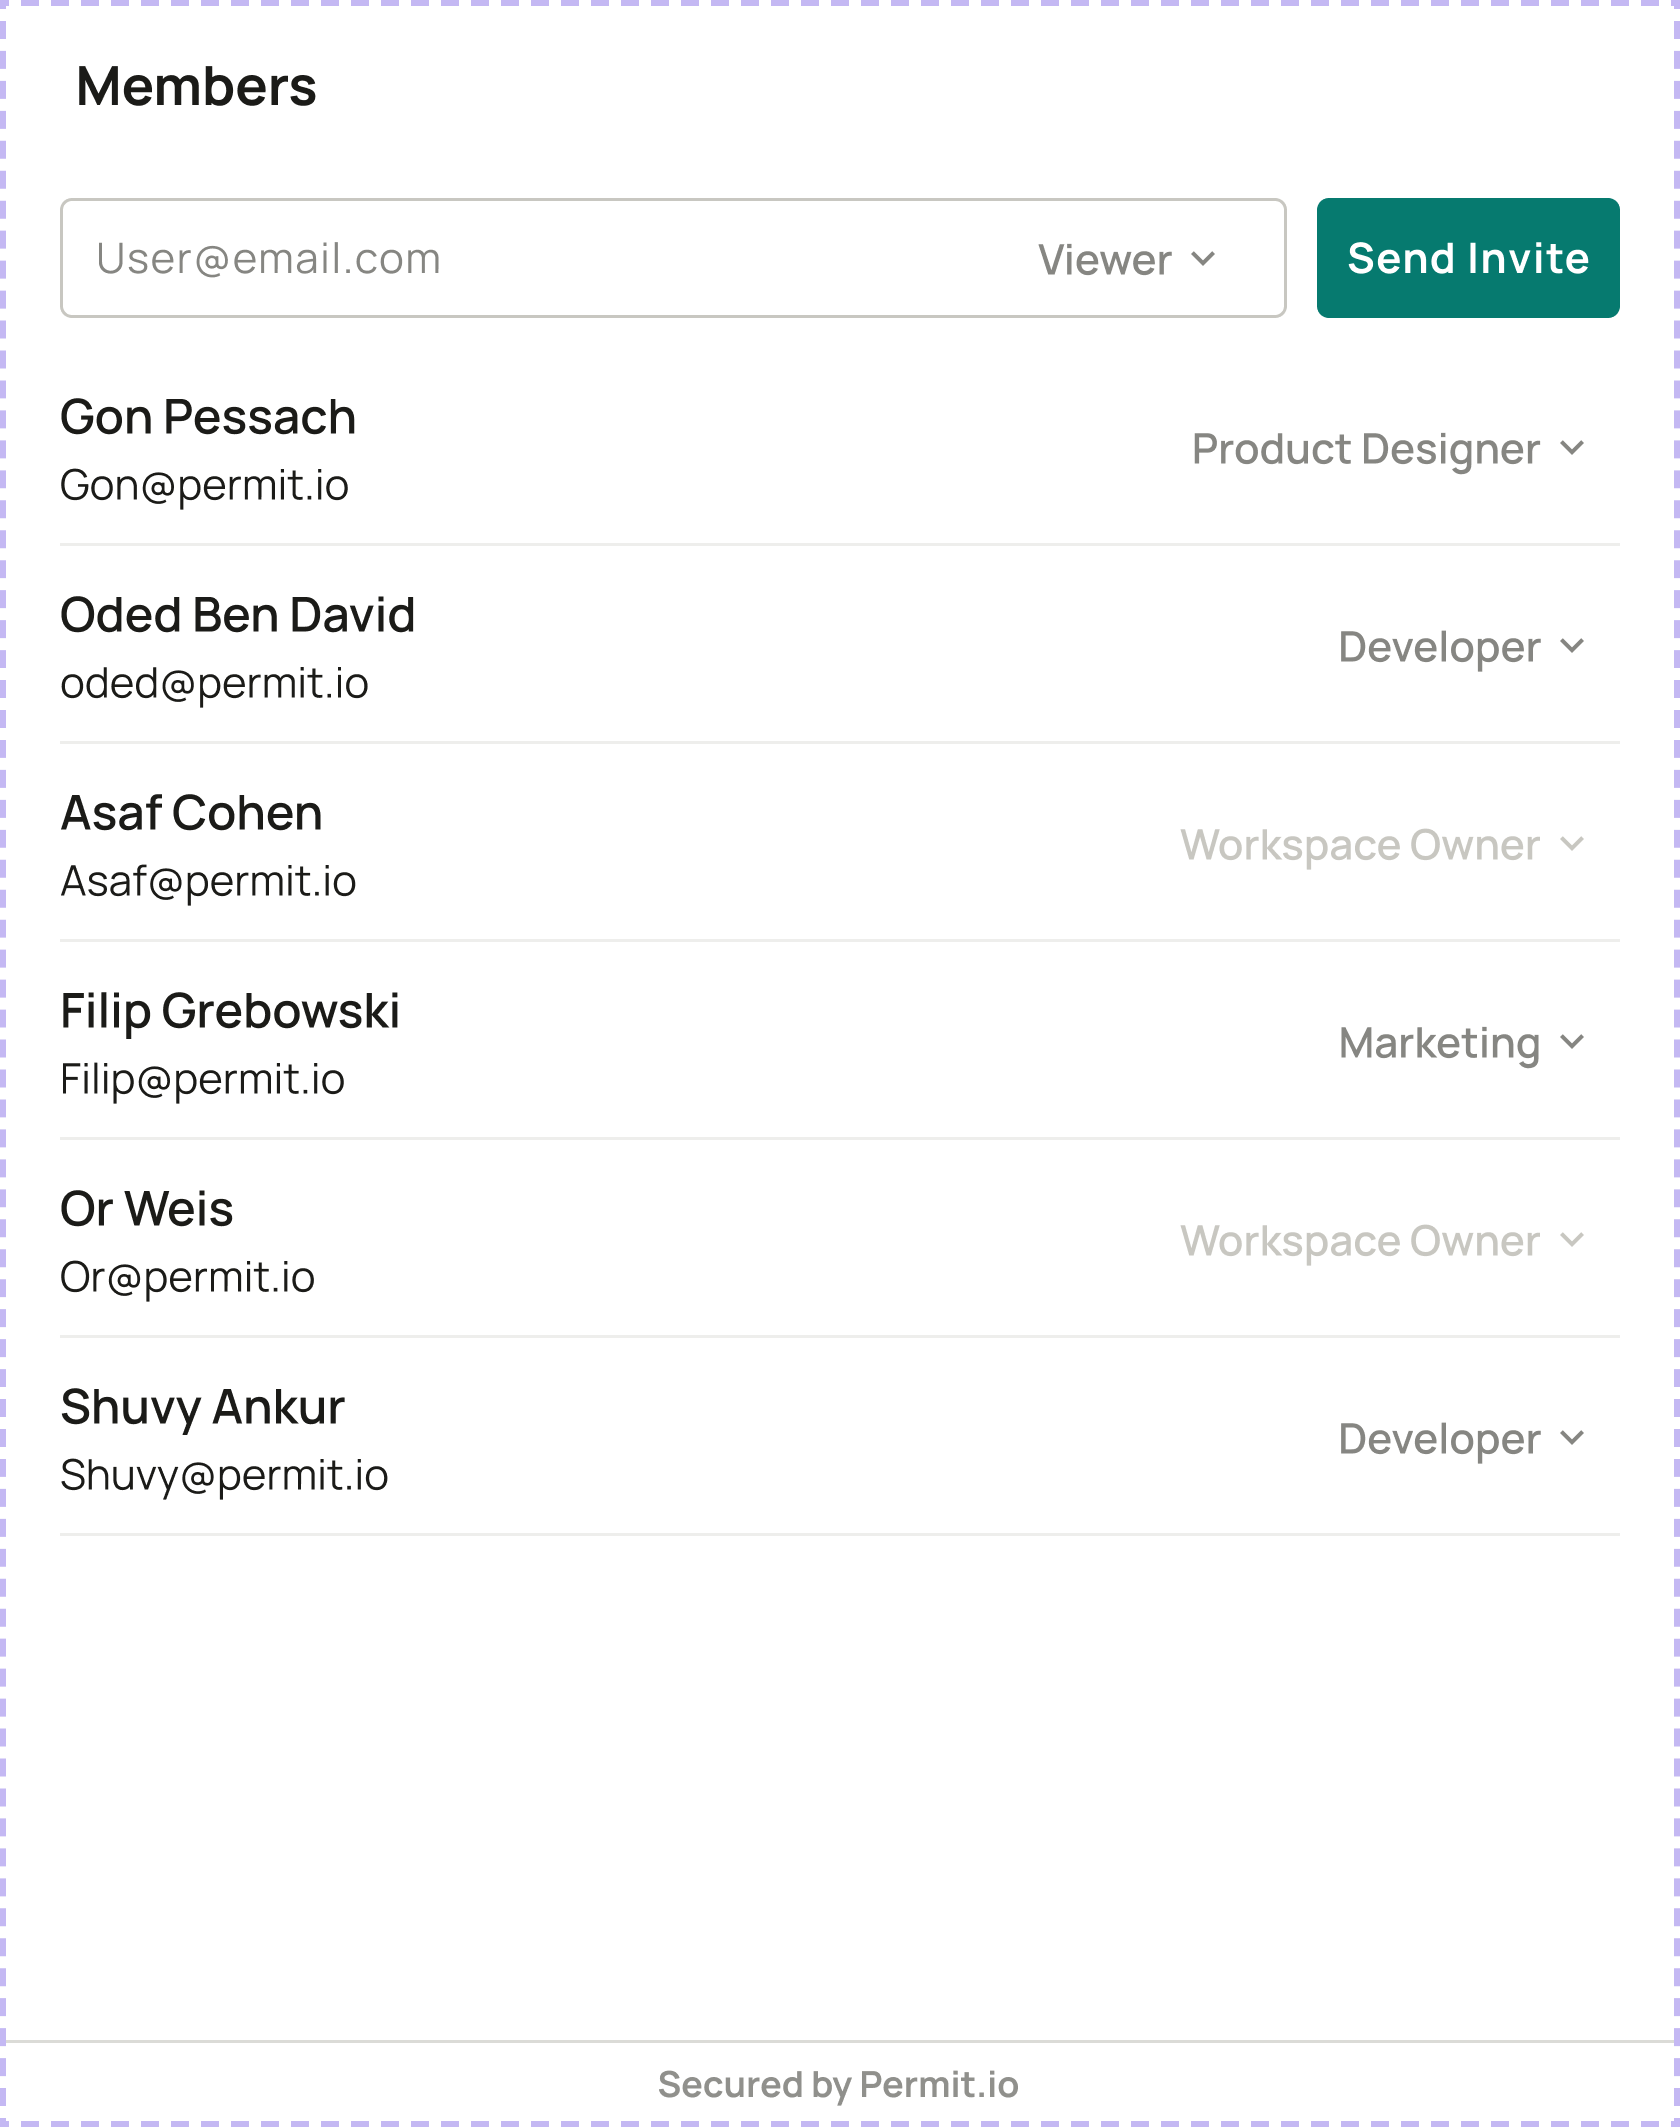 Members
User@email.com Viewer Send Invite
Gon Pessach
Gon@permit.io
Product Designer
Oded Ben David
oded@permit.io
Developer
Asaf Cohen
Asaf@permit.io
Workspace Owner
Filip Grebowski
Filip@permit.io
Marketing
Or Weis
Or@permit.io
Workspace Owner
Shuvy Ankur
Shuvy@permit.io
Developer
Secured by Permit.io